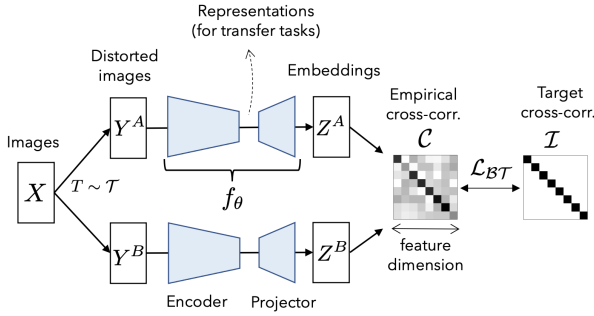 Representations
(for transfer tasks)
Distorted
images
Embeddings
Images
Empirical
cross-corr.
Target
cross-corr.
X
T ~ 𝒯
Y^A
Z^A
f_θ
𝒞
ℒ_ℬ𝒯
ℐ
Y^B
Z^B
feature
dimension
Encoder
Projector